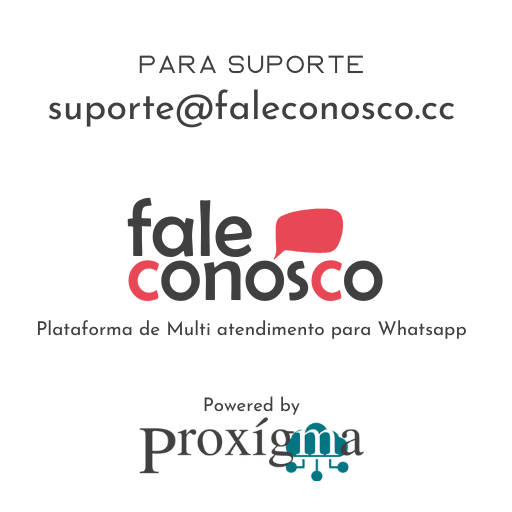 PARA SUPORTE
suporte@faleconosco.cc
fale
conosco
Plataforma de Multi atendimento para Whatsapp
Powered by
Proxígma